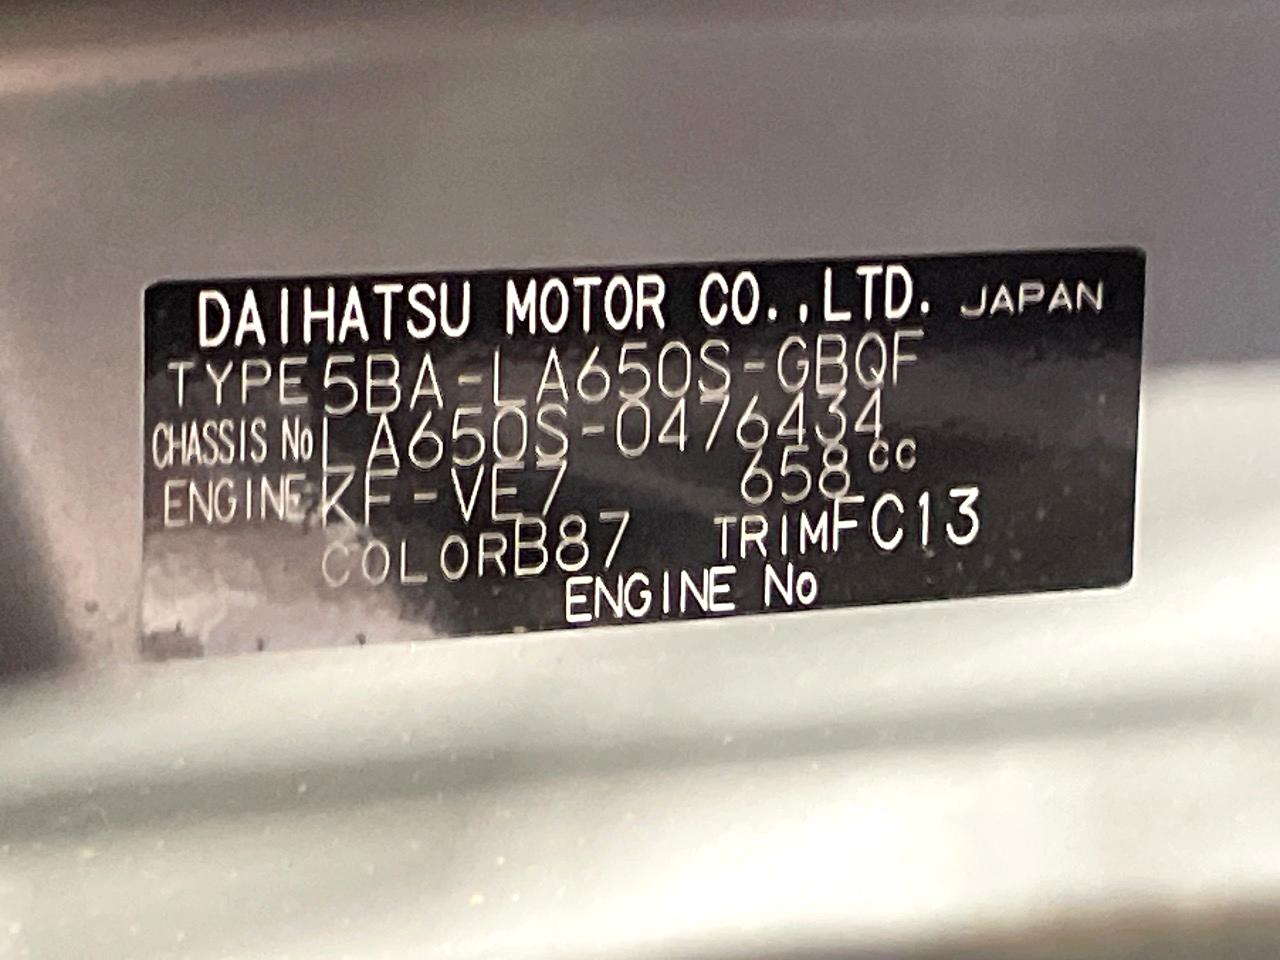 DAIHATSU MOTOR CO.,LTD. JAPAN
TYPE 5BA-LA650S-GBQF
CHASSIS No LA650S-0476434
ENGINE KF-VE7 658cc
COLOR B87 TRIM FC13
ENGINE No